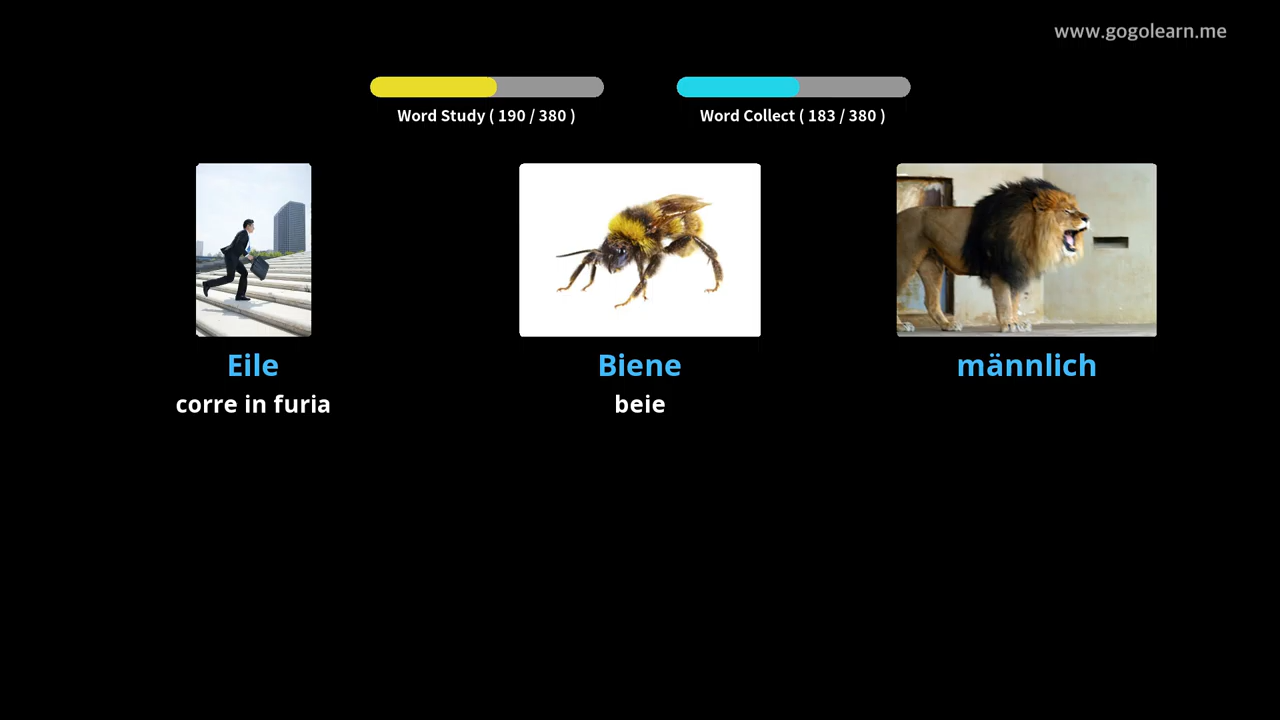 www.gogolearn.me
Word Study ( 190 / 380 )
Word Collect ( 183 / 380 )
Eile
corre in furia
Biene
beie
männlich